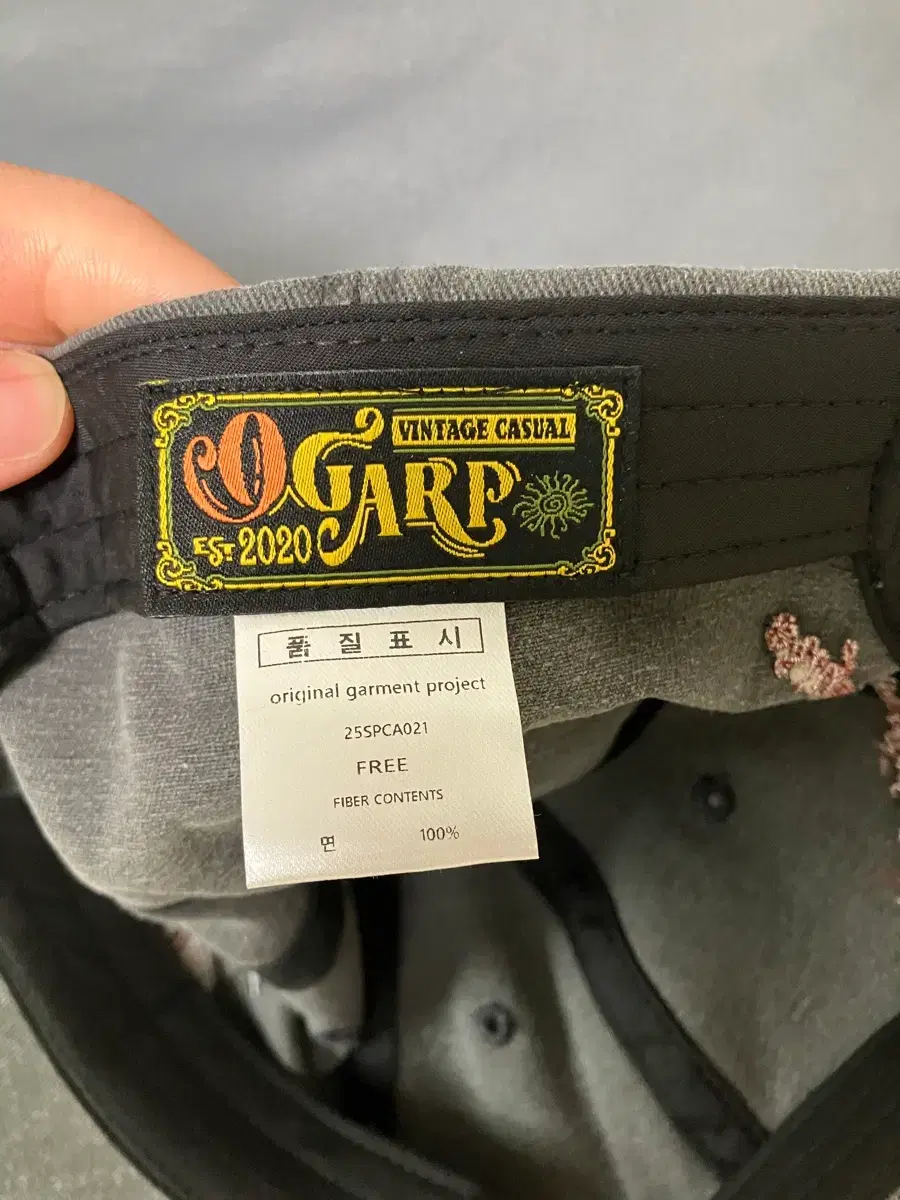 VINTAGE CASUAL
OGARP
EST 2020
품질표시
original garment project
25SPCA021
FREE
FIBER CONTENTS
면 100%